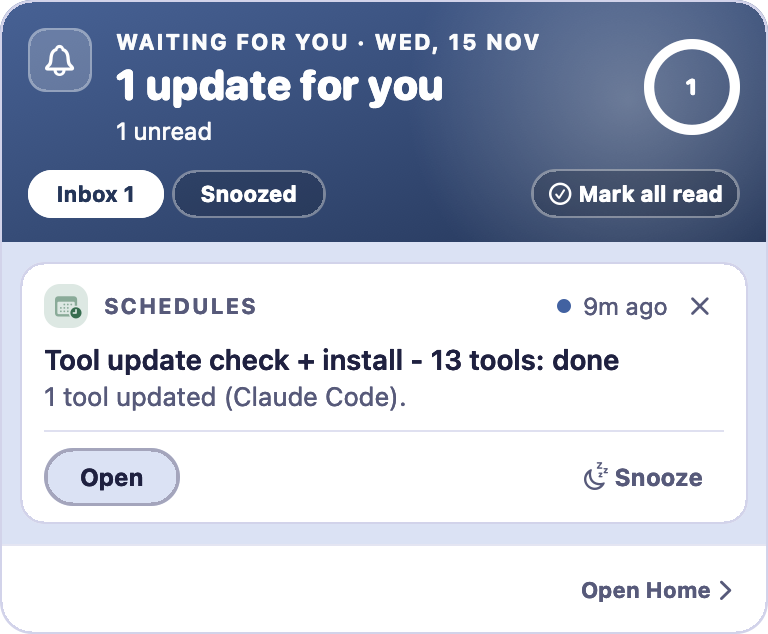 WAITING FOR YOU · WED, 15 NOV
1 update for you
1 unread
1
Inbox 1
Snoozed
Mark all read
SCHEDULES
9m ago
Tool update check + install - 13 tools: done
1 tool updated (Claude Code).
Open
zzz Snooze
Open Home